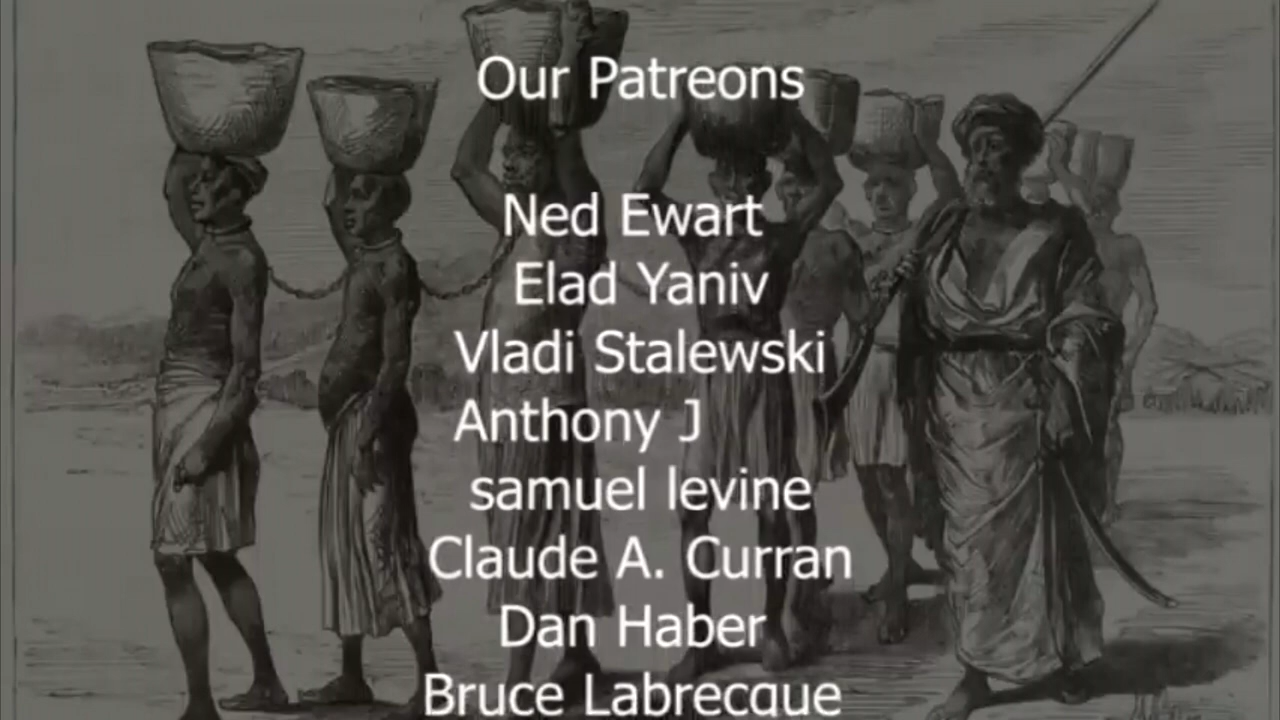 Our Patreons
Ned Ewart
Elad Yaniv
Vladi Stalewski
Anthony J
samuel levine
Claude A. Curran
Dan Haber
Bruce Labrecque